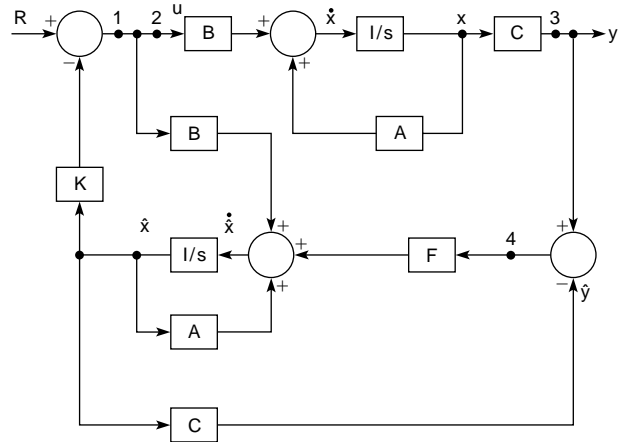 R + 1 2 u B + ẋ I/s x C 3 y
− +
A
B
K
+ +
x̂ x̂̇ + 4
I/s F
+ − ŷ
A
C